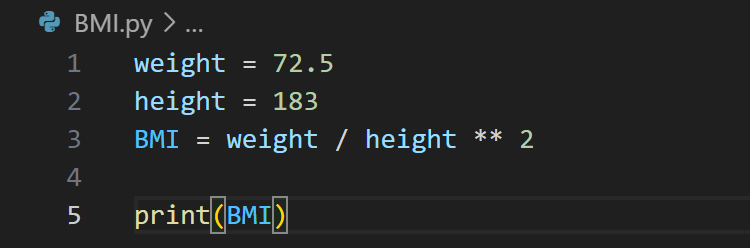 BMI.py > ...
1 weight = 72.5
2 height = 183
3 BMI = weight / height ** 2
4
5 print(BMI)